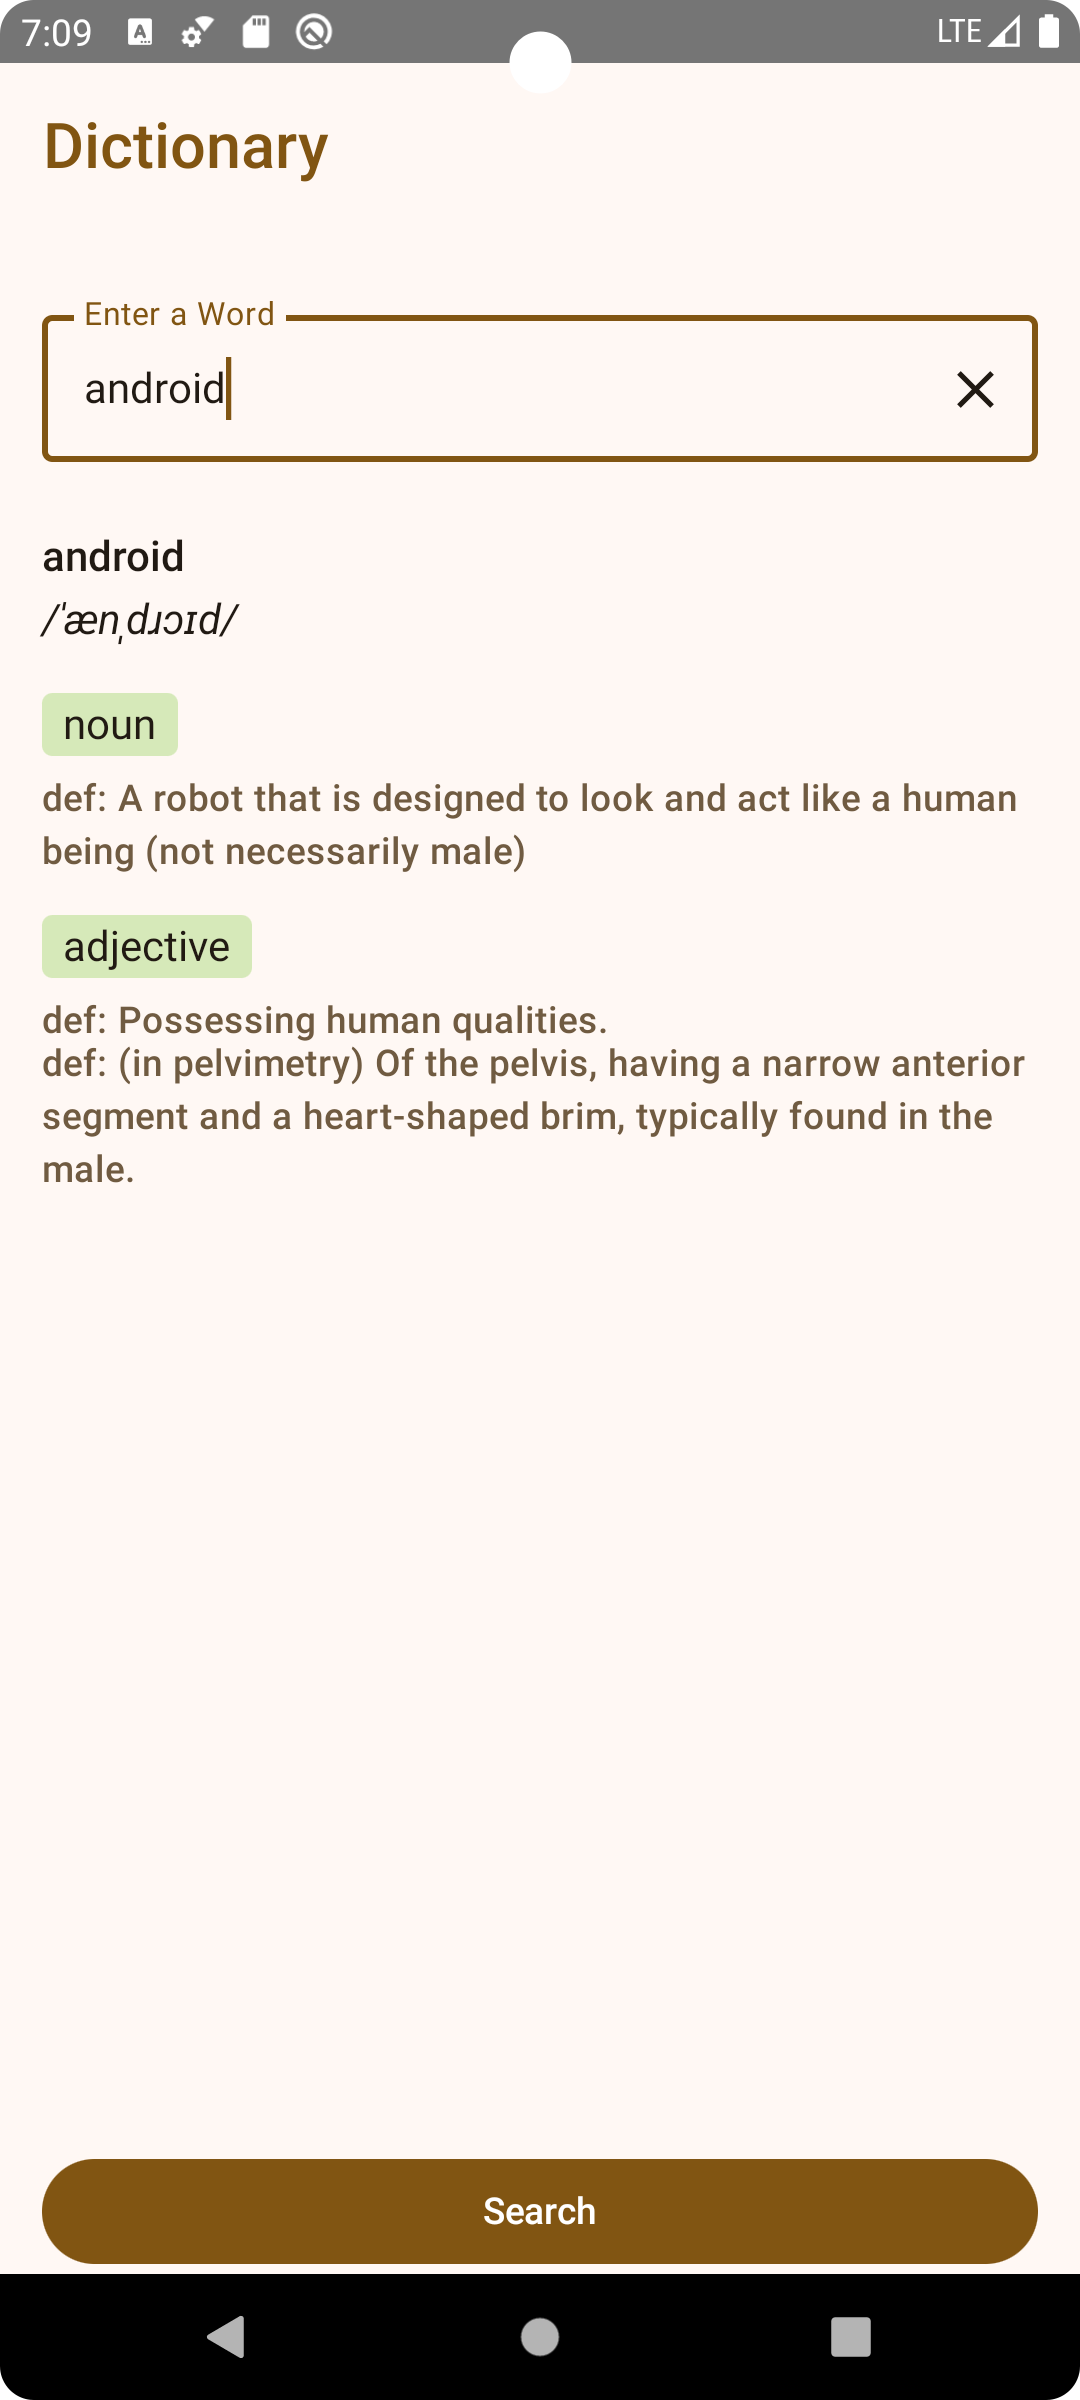 7:09
LTE
Dictionary
Enter a Word
android
android
/ˈænˌdɹɔɪd/
noun
def: A robot that is designed to look and act like a human
being (not necessarily male)
adjective
def: Possessing human qualities.
def: (in pelvimetry) Of the pelvis, having a narrow anterior
segment and a heart-shaped brim, typically found in the
male.
Search